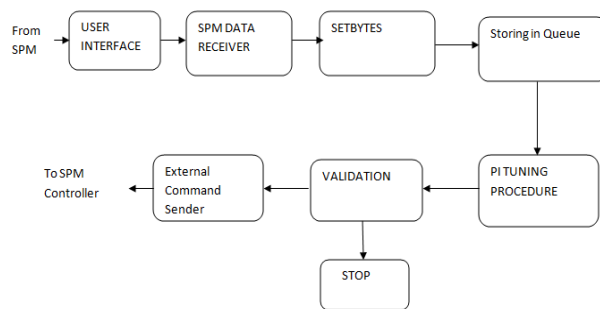 From
SPM
USER
INTERFACE
SPM DATA
RECEIVER
SETBYTES
Storing in Queue
To SPM
Controller
External
Command
Sender
VALIDATION
PI TUNING
PROCEDURE
STOP